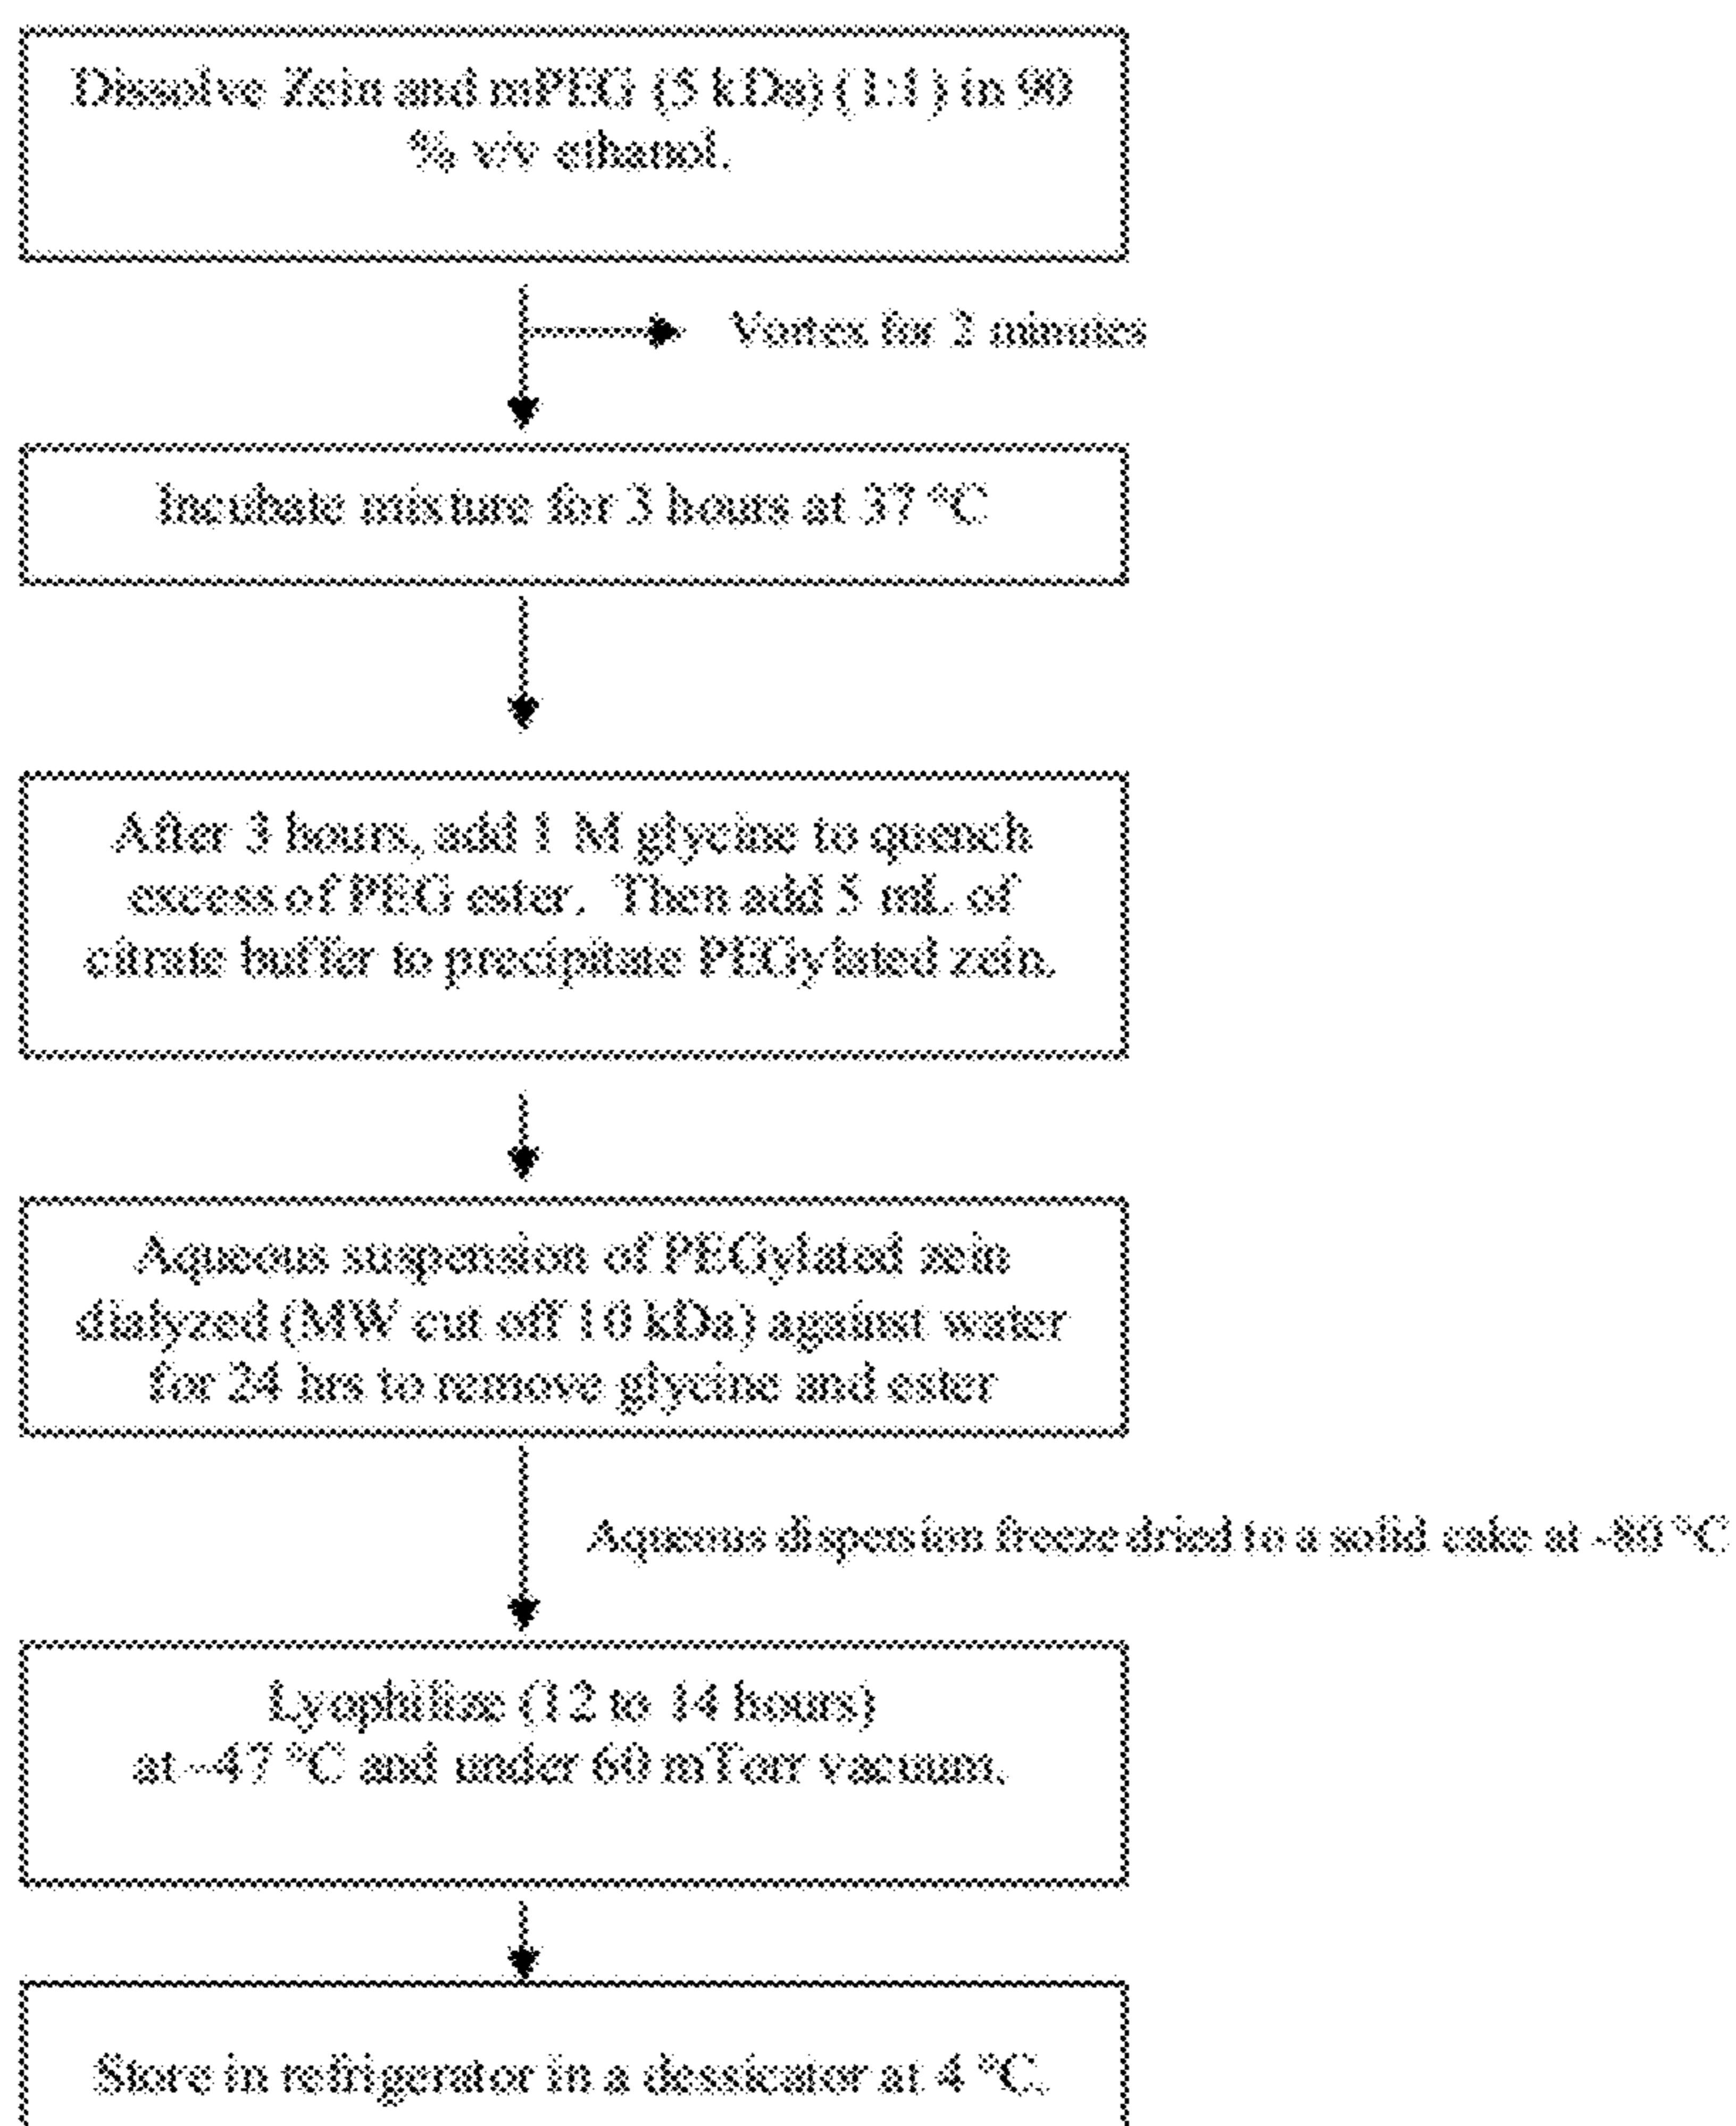 Dissolve Zein and mPEG (5 kDa) (1:1) in 90
% v/v ethanol.
Vortex for 2 minutes
Incubate mixture for 3 hours at 37 °C
After 3 hours, add 1 M glycine to quench
excess of PEG ester. Then add 5 mL of
citrate buffer to precipitate PEGylated zein.
Aqueous suspension of PEGylated zein
dialyzed (MW cut off 10 kDa) against water
for 24 hrs to remove glycine and ester
Aqueous dispersion freeze dried to a solid cake at -80 °C
Lyophilize (12 to 14 hours)
at –47 °C and under 60 mTorr vacuum.
Store in refrigerator in a dessicator at 4 °C.